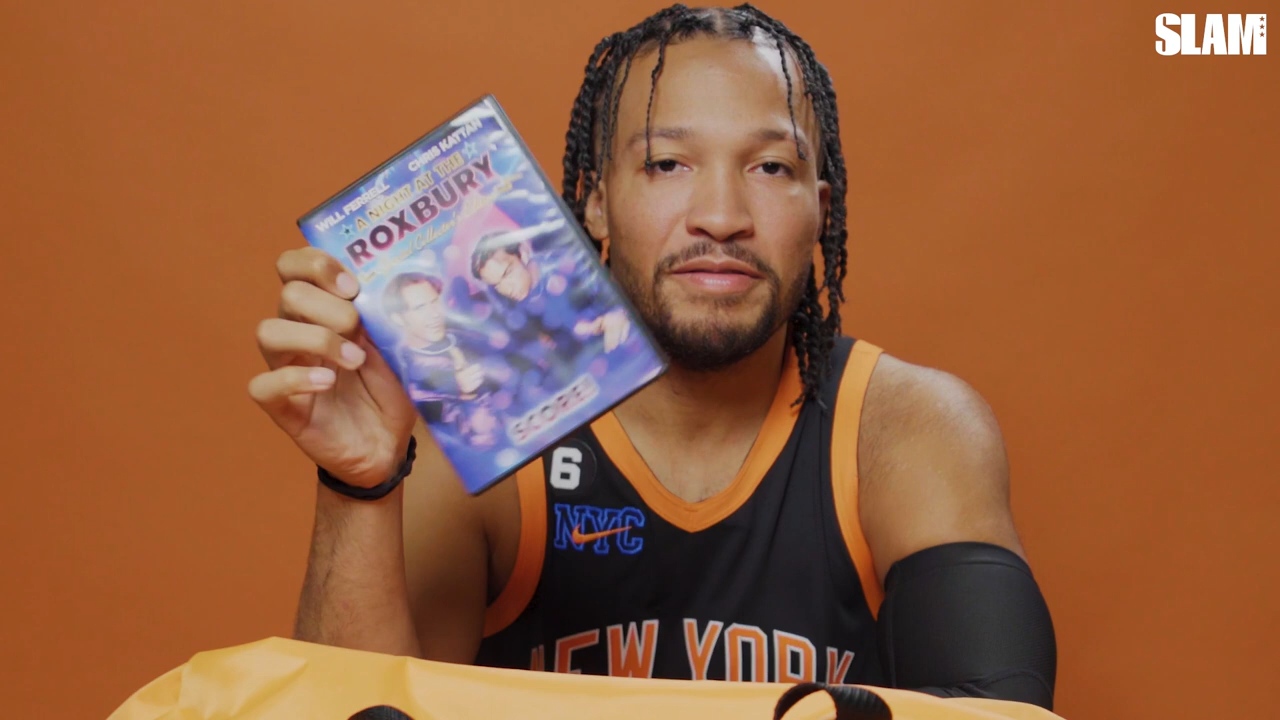 SLAM
WILL FERRELL CHRIS KATTAN
A NIGHT AT THE
ROXBURY
SCORE!
6
NYC
NEW YORK